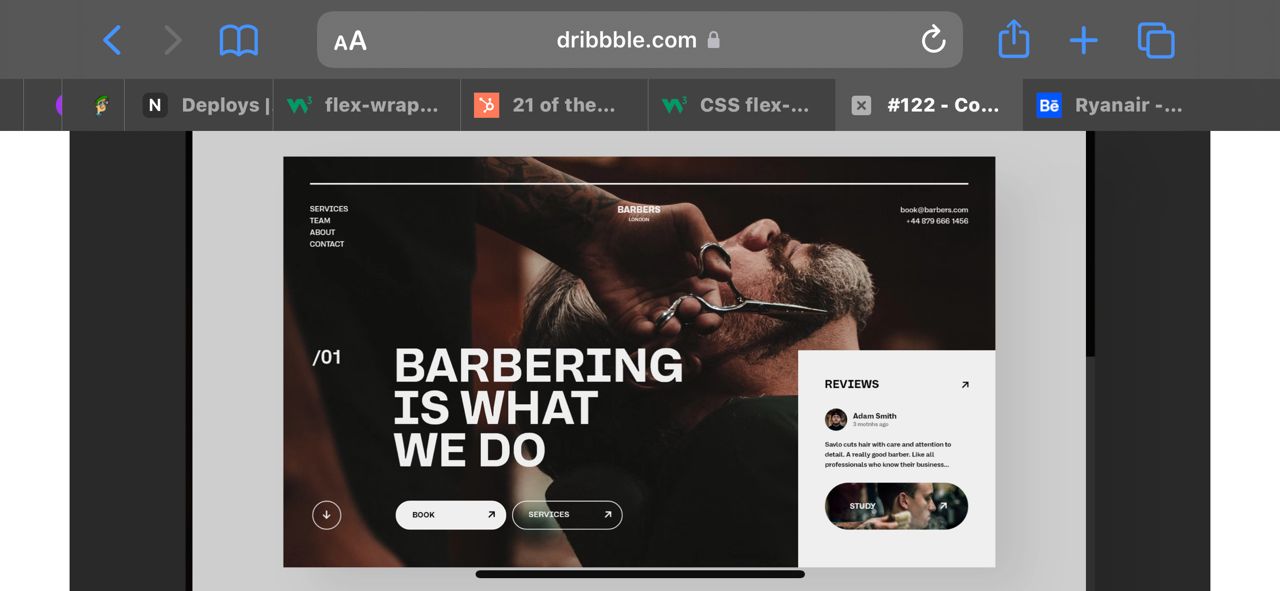 AA
dribbble.com
N Deploys |
W3 flex-wrap...
21 of the...
W3 CSS flex-...
#122 - Co...
Bē Ryanair -...
SERVICES
TEAM
ABOUT
CONTACT
BARBERS
LONDON
book@barbers.com
+44 879 666 1456
/01
BARBERING
IS WHAT
WE DO
BOOK
SERVICES
REVIEWS
Adam Smith
3 motnhs ago
Savlo cuts hair with care and attention to
detail. A really good barber. Like all
professionals who know their business...
STUDY